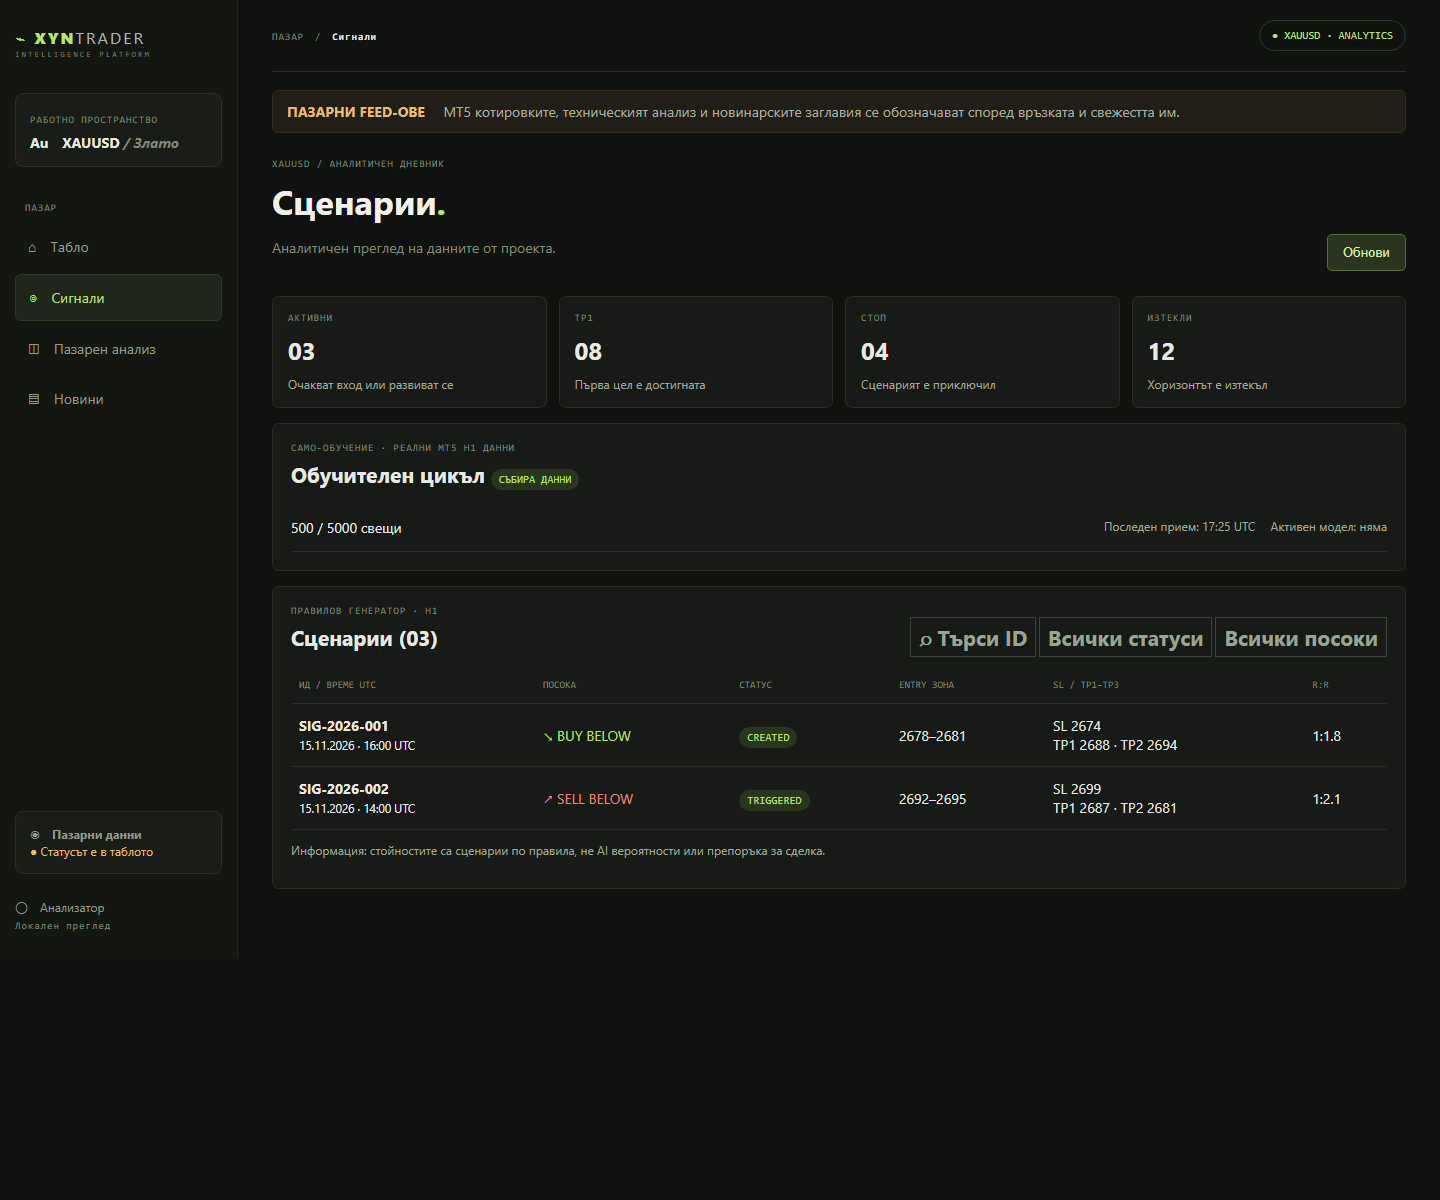 XYNTRADER
INTELLIGENCE PLATFORM
РАБОТНО ПРОСТРАНСТВО
Au XAUUSD / Злато
ПАЗАР
Табло
Сигнали
Пазарен анализ
Новини
Пазарни данни
● Статусът е в таблото
Анализатор
Локален преглед
ПАЗАР / Сигнали
● XAUUSD · ANALYTICS
ПАЗАРНИ FEED-ОВЕ МТ5 котировките, техническият анализ и новинарските заглавия се обозначават според връзката и свежестта им.
XAUUSD / АНАЛИТИЧЕН ДНЕВНИК
Сценарии.
Аналитичен преглед на данните от проекта.
Обнови
АКТИВНИ
03
Очакват вход или развиват се
TP1
08
Първа цел е достигната
СТОП
04
Сценарият е приключил
ИЗТЕКЛИ
12
Хоризонтът е изтекъл
САМО-ОБУЧЕНИЕ · РЕАЛНИ MT5 H1 ДАННИ
Обучителен цикъл СЪБИРА ДАННИ
500 / 5000 свещи
Последен прием: 17:25 UTC Активен модел: няма
ПРАВИЛОВ ГЕНЕРАТОР · H1
Сценарии (03)
⌕ Търси ID Всички статуси Всички посоки
ИД / ВРЕМЕ UTC ПОСОКА СТАТУС ENTRY ЗОНА SL / TP1–TP3 R:R
SIG-2026-001
15.11.2026 · 16:00 UTC
↘ BUY BELOW
CREATED
2678–2681
SL 2674
TP1 2688 · TP2 2694
1:1.8
SIG-2026-002
15.11.2026 · 14:00 UTC
↗ SELL BELOW
TRIGGERED
2692–2695
SL 2699
TP1 2687 · TP2 2681
1:2.1
Информация: стойностите са сценарии по правила, не AI вероятности или препоръка за сделка.